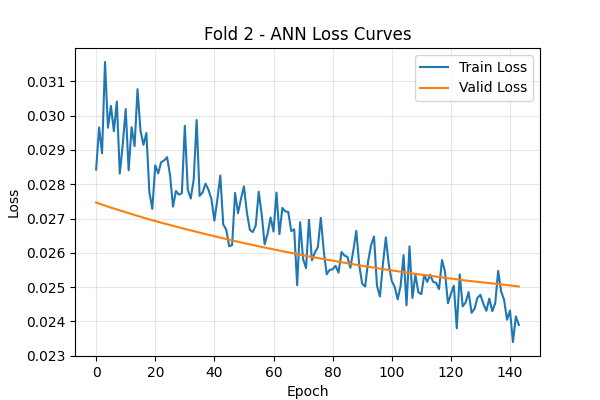 Fold 2 - ANN Loss Curves
Train Loss
Valid Loss
0.031
0.030
0.029
0.028
0.027
0.026
0.025
0.024
0.023
Loss
0 20 40 60 80 100 120 140
Epoch